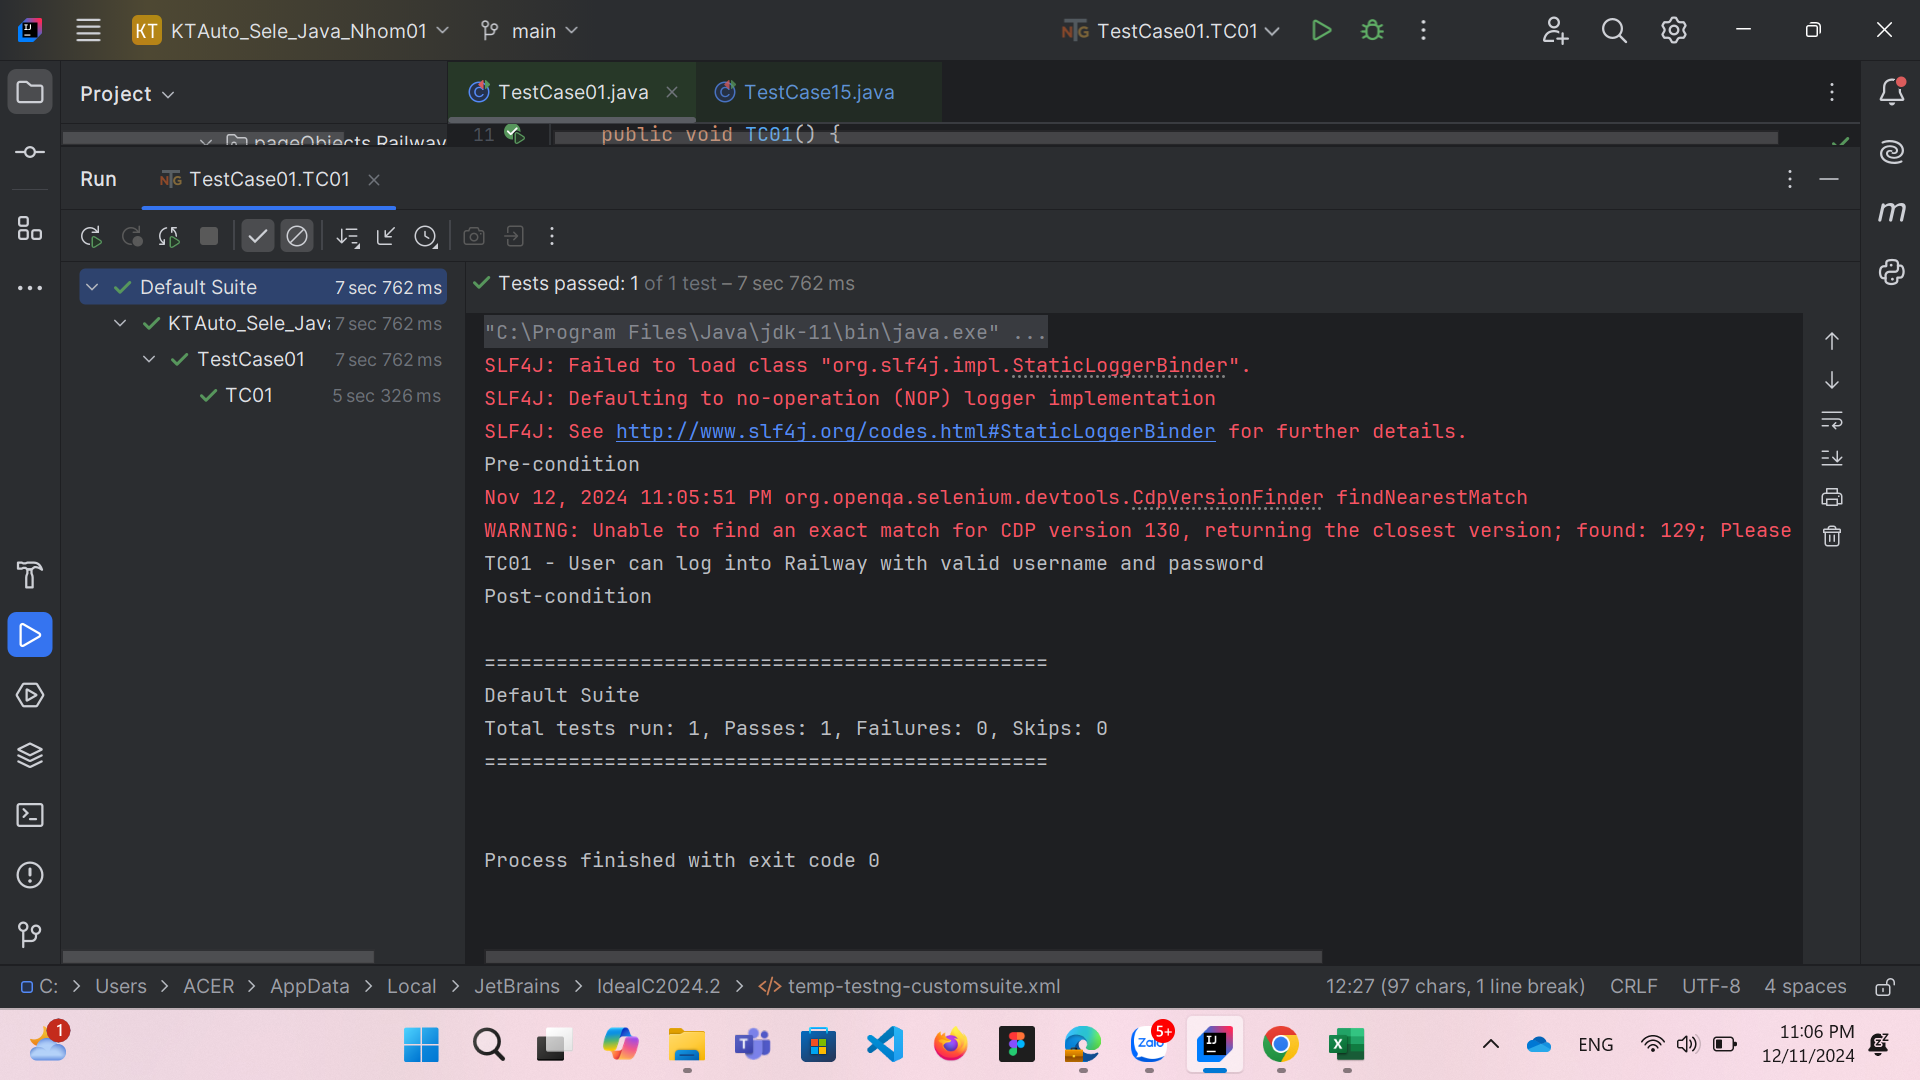 KT KTAuto_Sele_Java_Nhom01 main TestCase01.TC01
Project
TestCase01.java TestCase15.java
pageObjects Railway
11 public void TC01() {
Run TestCase01.TC01
Default Suite 7 sec 762 ms
KTAuto_Sele_Java 7 sec 762 ms
TestCase01 7 sec 762 ms
TC01 5 sec 326 ms
Tests passed: 1 of 1 test – 7 sec 762 ms
"C:\Program Files\Java\jdk-11\bin\java.exe" ...
SLF4J: Failed to load class "org.slf4j.impl.StaticLoggerBinder".
SLF4J: Defaulting to no-operation (NOP) logger implementation
SLF4J: See http://www.slf4j.org/codes.html#StaticLoggerBinder for further details.
Pre-condition
Nov 12, 2024 11:05:51 PM org.openqa.selenium.devtools.CdpVersionFinder findNearestMatch
WARNING: Unable to find an exact match for CDP version 130, returning the closest version; found: 129; Please
TC01 - User can log into Railway with valid username and password
Post-condition
===============================================
Default Suite
Total tests run: 1, Passes: 1, Failures: 0, Skips: 0
===============================================
Process finished with exit code 0
C: > Users > ACER > AppData > Local > JetBrains > IdeaIC2024.2 > temp-testng-customsuite.xml
12:27 (97 chars, 1 line break) CRLF UTF-8 4 spaces
1
5+
Zalo
ENG
11:06 PM
12/11/2024